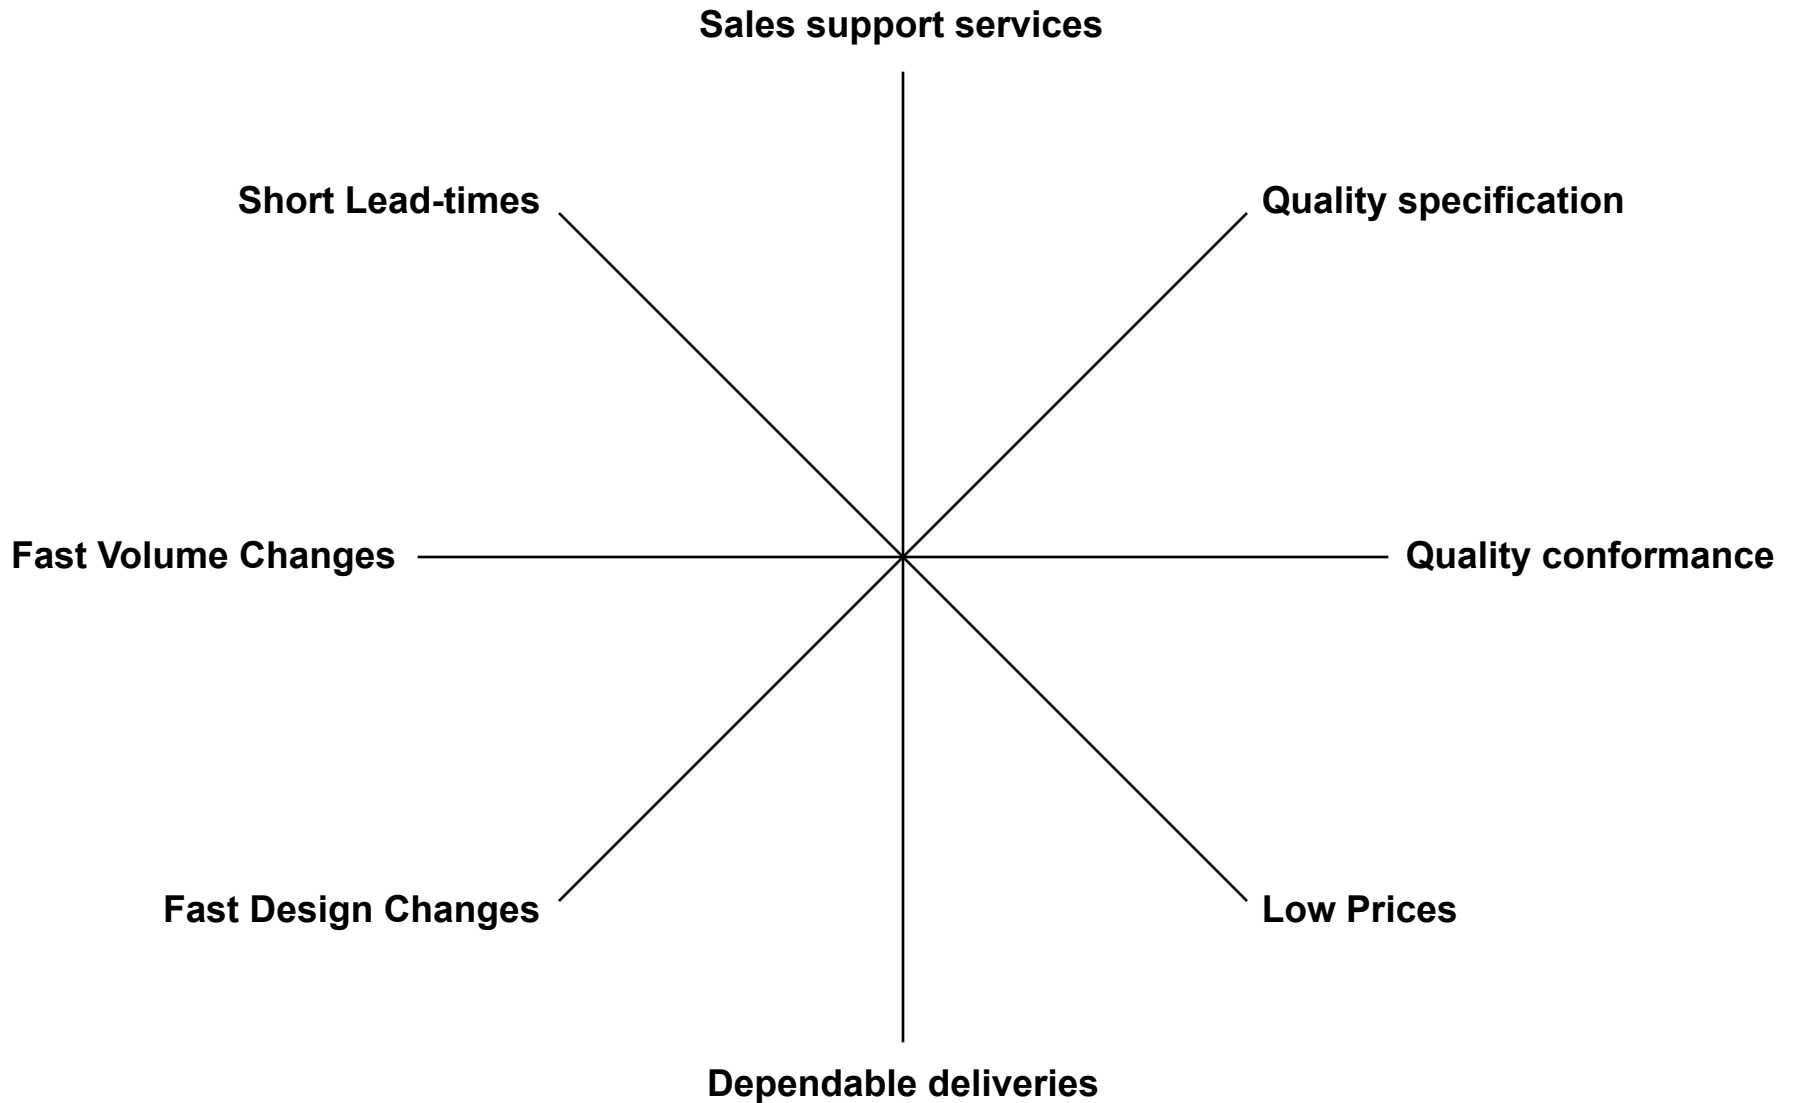 Sales support services
Short Lead-times
Quality specification
Fast Volume Changes
Quality conformance
Fast Design Changes
Low Prices
Dependable deliveries